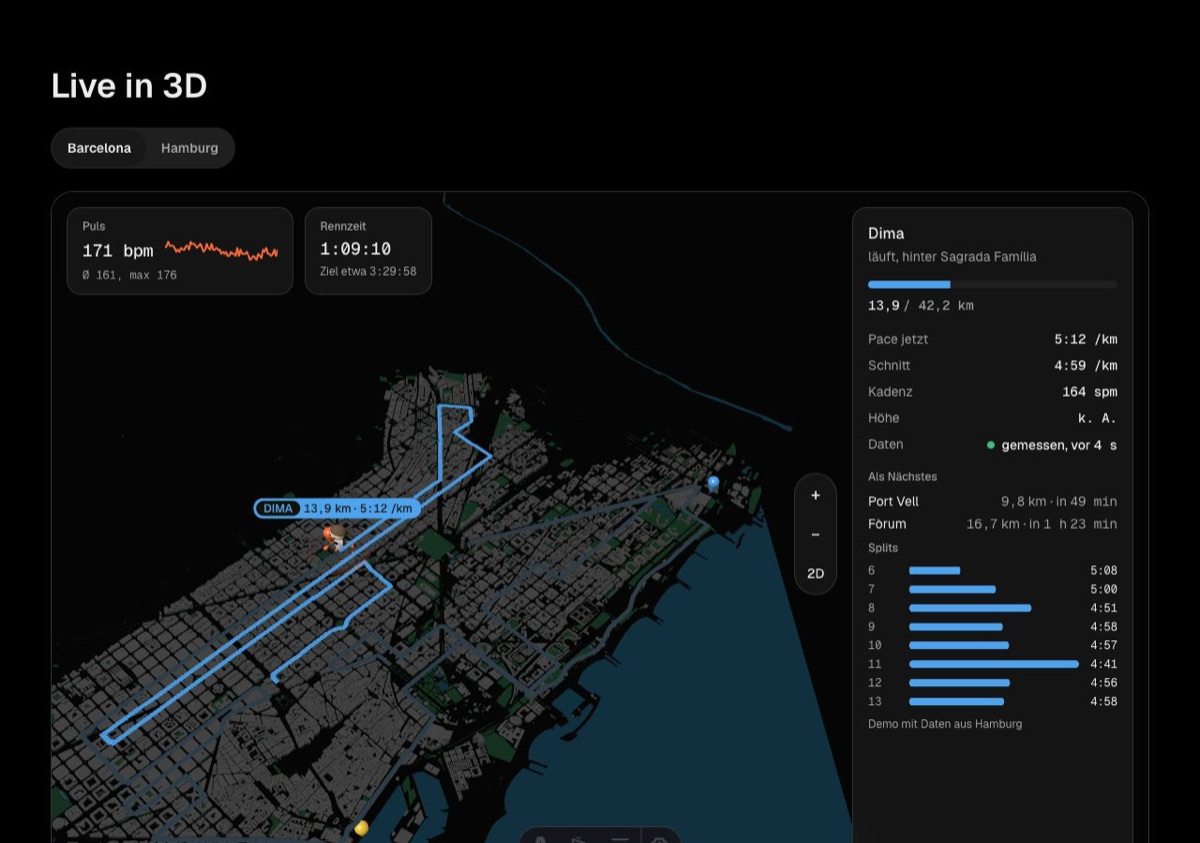 Live in 3D
Barcelona Hamburg
Puls
171 bpm
Ø 161, max 176
Rennzeit
1:09:10
Ziel etwa 3:29:58
DIMA 13,9 km · 5:12 /km
+
−
2D
Dima
läuft, hinter Sagrada Família
13,9 / 42,2 km
Pace jetzt 5:12 /km
Schnitt 4:59 /km
Kadenz 164 spm
Höhe k. A.
Daten gemessen, vor 4 s
Als Nächstes
Port Vell 9,8 km · in 49 min
Fòrum 16,7 km · in 1 h 23 min
Splits
6 5:08
7 5:00
8 4:51
9 4:58
10 4:57
11 4:41
12 4:56
13 4:58
Demo mit Daten aus Hamburg